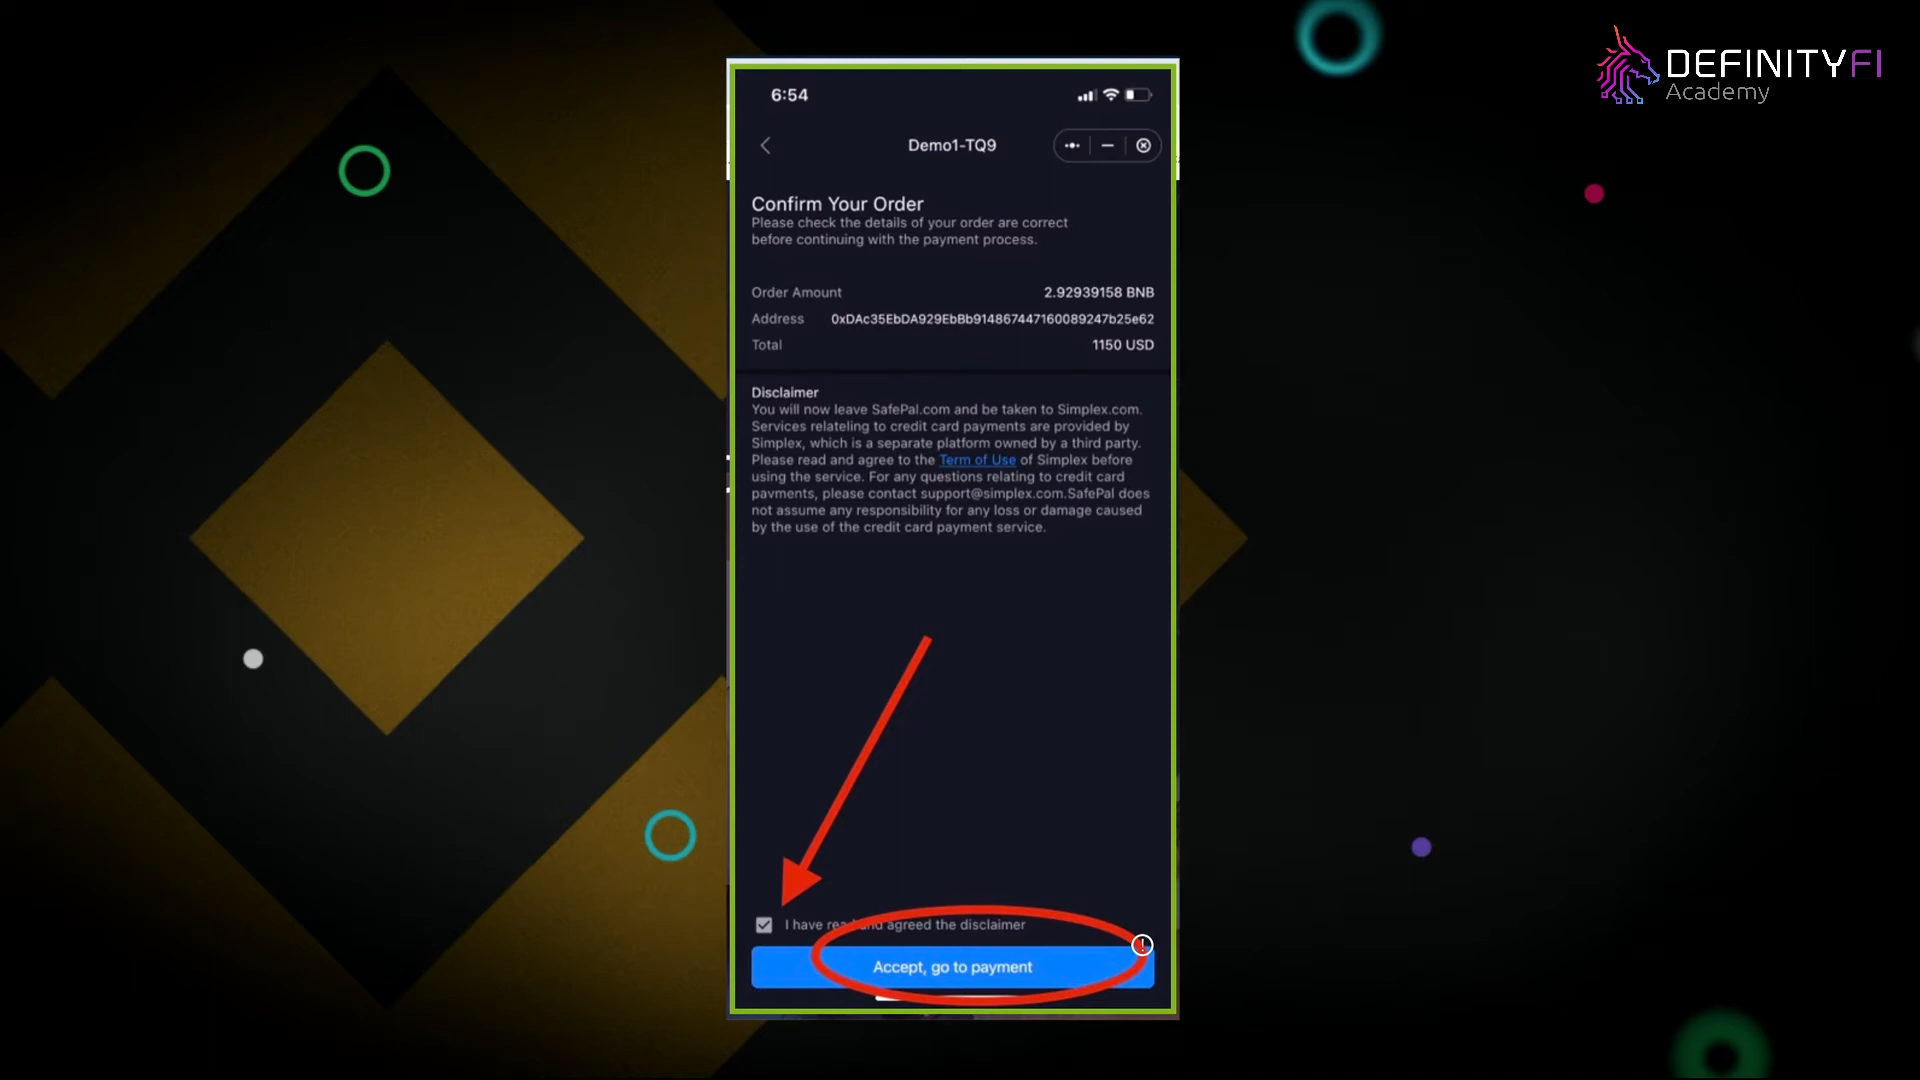 DEFINITYFI
Academy
6:54
Demo1-TQ9
Confirm Your Order
Please check the details of your order are correct
before continuing with the payment process.
Order Amount 2.92939158 BNB
Address 0xDAc35EbDA929EbBb914867447160089247b25e62
Total 1150 USD
Disclaimer
You will now leave SafePal.com and be taken to Simplex.com.
Services relateling to credit card payments are provided by
Simplex, which is a separate platform owned by a third party.
Please read and agree to the Term of Use of Simplex before
using the service. For any questions relating to credit card
payments, please contact support@simplex.com.SafePal does
not assume any responsibility for any loss or damage caused
by the use of the credit card payment service.
I have read and agreed the disclaimer
Accept, go to payment